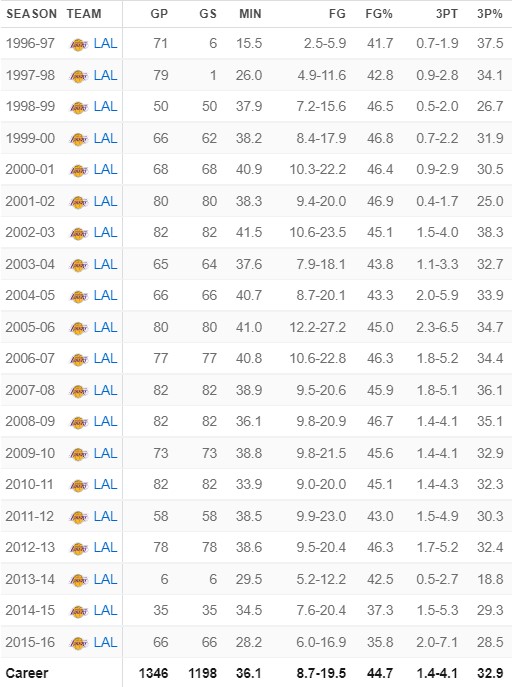 SEASON TEAM GP GS MIN FG FG% 3PT 3P%
1996-97 LAL 71 6 15.5 2.5-5.9 41.7 0.7-1.9 37.5
1997-98 LAL 79 1 26.0 4.9-11.6 42.8 0.9-2.8 34.1
1998-99 LAL 50 50 37.9 7.2-15.6 46.5 0.5-2.0 26.7
1999-00 LAL 66 62 38.2 8.4-17.9 46.8 0.7-2.2 31.9
2000-01 LAL 68 68 40.9 10.3-22.2 46.4 0.9-2.9 30.5
2001-02 LAL 80 80 38.3 9.4-20.0 46.9 0.4-1.7 25.0
2002-03 LAL 82 82 41.5 10.6-23.5 45.1 1.5-4.0 38.3
2003-04 LAL 65 64 37.6 7.9-18.1 43.8 1.1-3.3 32.7
2004-05 LAL 66 66 40.7 8.7-20.1 43.3 2.0-5.9 33.9
2005-06 LAL 80 80 41.0 12.2-27.2 45.0 2.3-6.5 34.7
2006-07 LAL 77 77 40.8 10.6-22.8 46.3 1.8-5.2 34.4
2007-08 LAL 82 82 38.9 9.5-20.6 45.9 1.8-5.1 36.1
2008-09 LAL 82 82 36.1 9.8-20.9 46.7 1.4-4.1 35.1
2009-10 LAL 73 73 38.8 9.8-21.5 45.6 1.4-4.1 32.9
2010-11 LAL 82 82 33.9 9.0-20.0 45.1 1.4-4.3 32.3
2011-12 LAL 58 58 38.5 9.9-23.0 43.0 1.5-4.9 30.3
2012-13 LAL 78 78 38.6 9.5-20.4 46.3 1.7-5.2 32.4
2013-14 LAL 6 6 29.5 5.2-12.2 42.5 0.5-2.7 18.8
2014-15 LAL 35 35 34.5 7.6-20.4 37.3 1.5-5.3 29.3
2015-16 LAL 66 66 28.2 6.0-16.9 35.8 2.0-7.1 28.5
Career 1346 1198 36.1 8.7-19.5 44.7 1.4-4.1 32.9